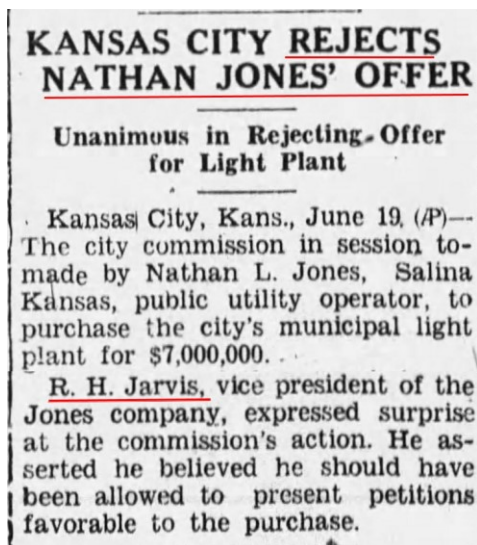 KANSAS CITY REJECTS
NATHAN JONES' OFFER
Unanimous in Rejecting Offer
for Light Plant
Kansas City, Kans., June 19, (AP)—
The city commission in session to-
made by Nathan L. Jones, Salina
Kansas, public utility operator, to
purchase the city's municipal light
plant for $7,000,000.
R. H. Jarvis, vice president of the
Jones company, expressed surprise
at the commission's action. He as-
serted he believed he should have
been allowed to present petitions
favorable to the purchase.